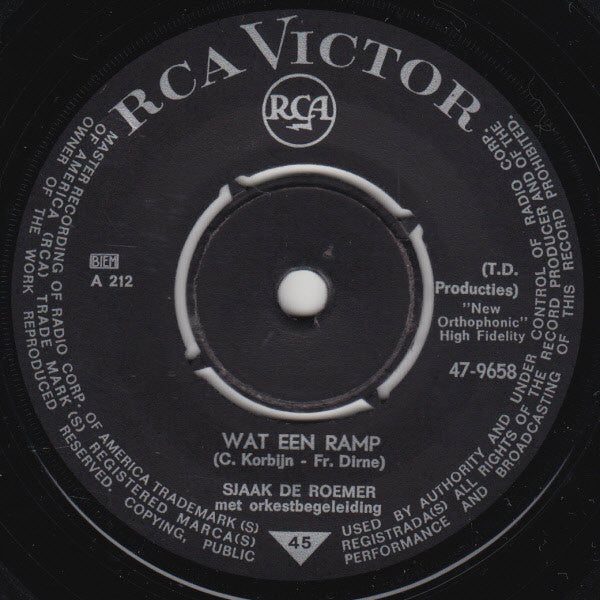 RCA VICTOR
RCA
BIEM
A 212
(T.D.
Producties)
"New
Orthophonic"
High Fidelity
47-9658
WAT EEN RAMP
(C. Korbijn - Fr. Dirne)
SJAAK DE ROEMER
met orkestbegeleiding
45
MASTER RECORDING OF RADIO CORP. OF AMERICA TRADEMARK (S)
OF AMERICA (RCA) TRADE MARK (S) REGISTERED MARCA(S)
OWNER OF THE WORK REPRODUCED COPYING, PUBLIC
USED BY AUTHORITY AND UNDER CONTROL OF RADIO CORP.
REGISTRADA(S) ALL RIGHTS OF THE RECORD PRODUCER AND OF THE
PERFORMANCE AND BROADCASTING OF THIS RECORD PROHIBITED.